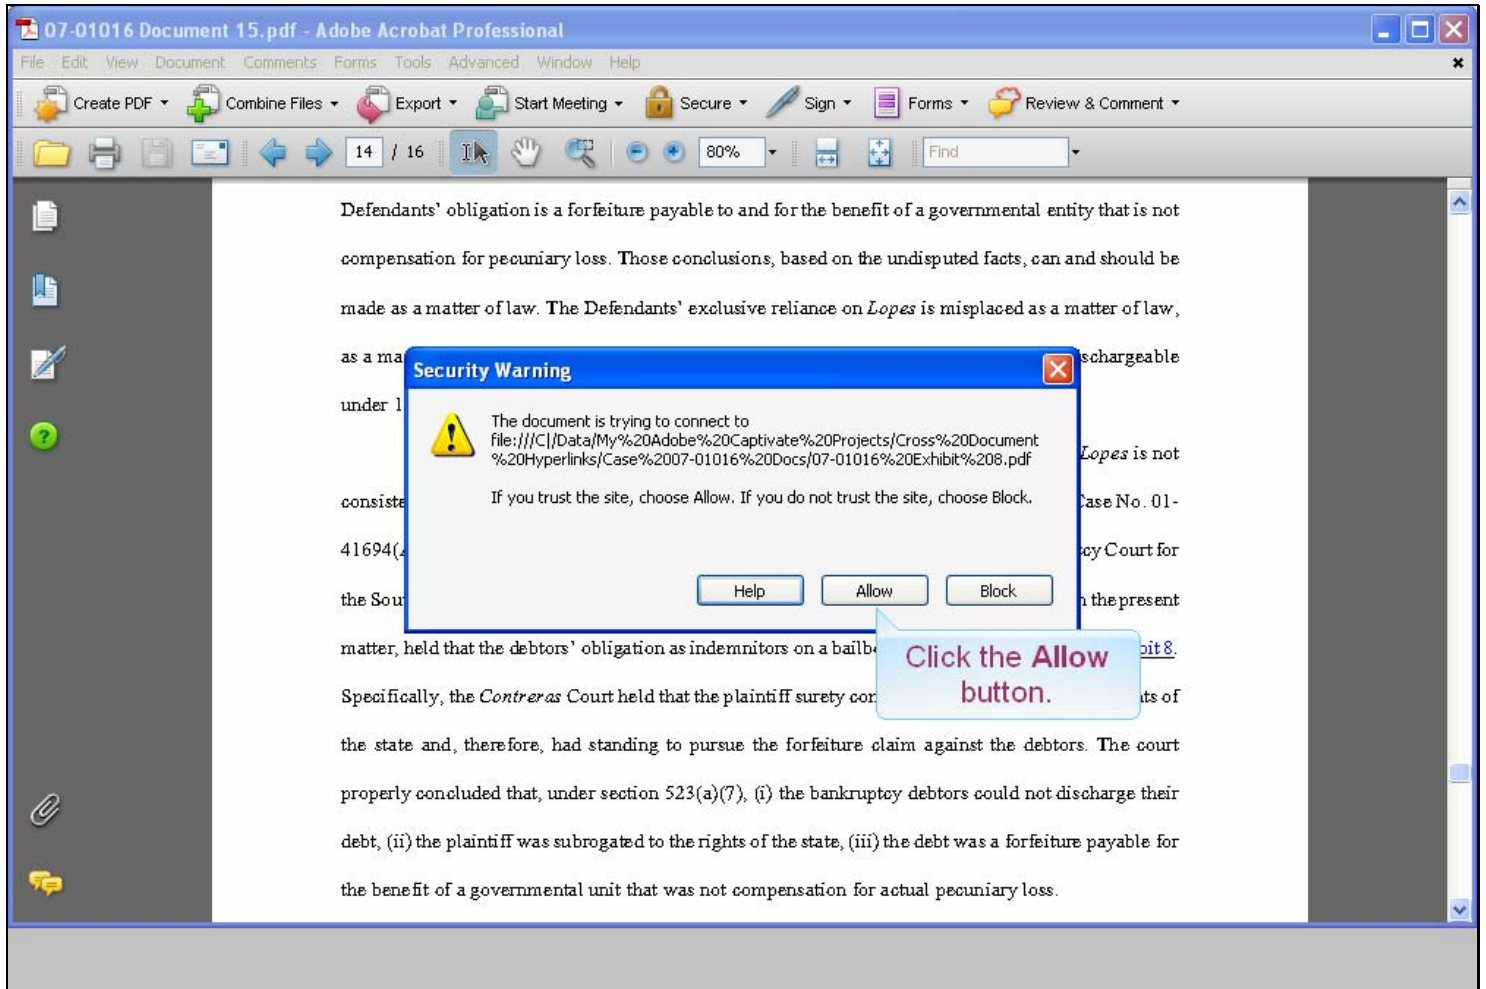 07-01016 Document 15.pdf - Adobe Acrobat Professional
File Edit View Document Comments Forms Tools Advanced Window Help
Create PDF Combine Files Export Start Meeting Secure Sign Forms Review & Comment
14 / 16 80% Find
Defendants' obligation is a forfeiture payable to and for the benefit of a governmental entity that is not
compensation for pecuniary loss. Those conclusions, based on the undisputed facts, can and should be
made as a matter of law. The Defendants' exclusive reliance on Lopes is misplaced as a matter of law,
as a ma schargeable
under 1
Security Warning
The document is trying to connect to
file:///C|/Data/My%20Adobe%20Captivate%20Projects/Cross%20Document
%20Hyperlinks/Case%2007-01016%20Docs/07-01016%20Exhibit%208.pdf
If you trust the site, choose Allow. If you do not trust the site, choose Block.
Help Allow Block
Lopes is not
consiste Case No. 01-
41694( cy Court for
the Sou n the present
matter, held that the debtors' obligation as indemnitors on a bailb bit 8.
Click the Allow
button.
Specifically, the Contreras Court held that the plaintiff surety con ts of
the state and, therefore, had standing to pursue the forfeiture claim against the debtors. The court
properly concluded that, under section 523(a)(7), (i) the bankruptcy debtors could not discharge their
debt, (ii) the plaintiff was subrogated to the rights of the state, (iii) the debt was a forfeiture payable for
the benefit of a governmental unit that was not compensation for actual pecuniary loss.